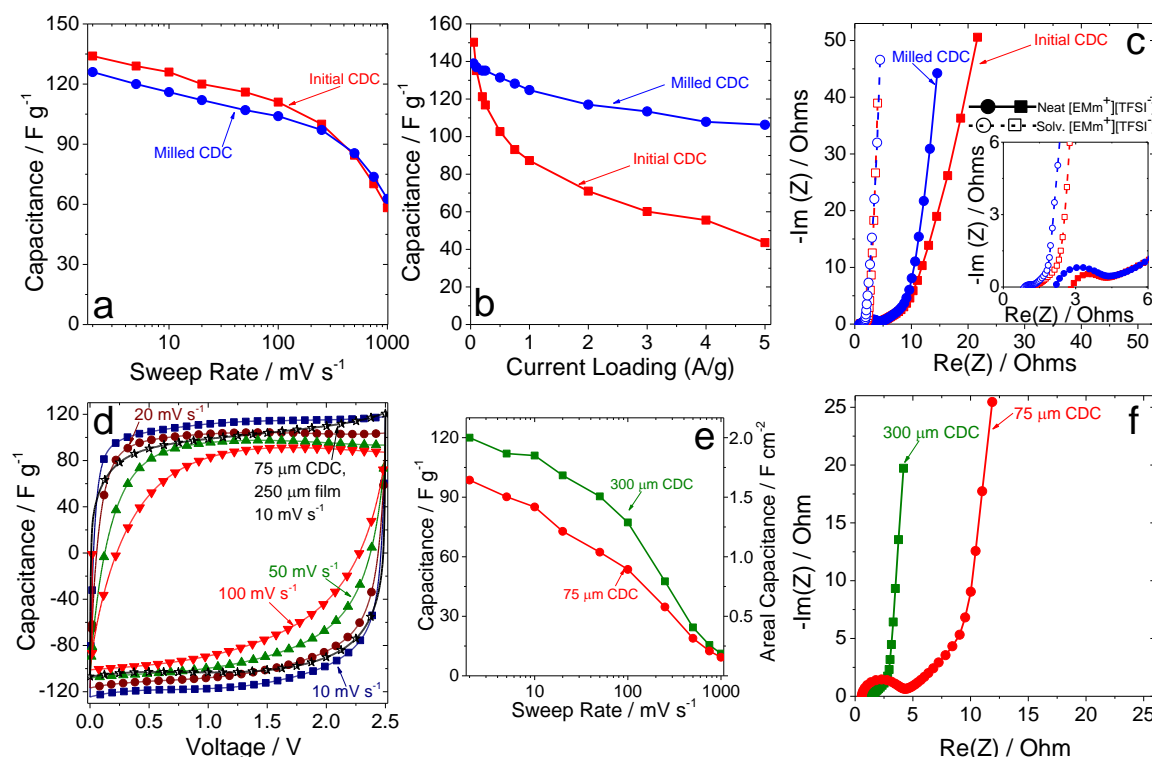 150
120
90
60
30
0
Capacitance / F g⁻¹
Initial CDC
Milled CDC
a
10
100
1000
Sweep Rate / mV s⁻¹
160
140
120
100
80
60
40
20
0
Capacitance / F g⁻¹
Milled CDC
Initial CDC
b
0
1
2
3
4
5
Current Loading (A/g)
50
40
30
20
10
0
-Im (Z) / Ohms
Initial CDC
c
Milled CDC
Neat [EMm⁺][TFSI⁻
Solv. [EMm⁺][TFSI⁻
6
3
0
-Im (Z) / Ohms
0
3
6
Re(Z) / Ohms
0
10
20
30
40
50
Re(Z) / Ohms
120
80
40
0
-40
-80
-120
Capacitance / F g⁻¹
d
20 mV s⁻¹
75 μm CDC,
250 μm film
10 mV s⁻¹
50 mV s⁻¹
100 mV s⁻¹
10 mV s⁻¹
0.0
0.5
1.0
1.5
2.0
2.5
Voltage / V
120
90
60
30
0
Capacitance / F g⁻¹
e
300 μm CDC
75 μm CDC
2.0
1.5
1.0
0.5
Areal Capacitance / F cm⁻²
10
100
1000
Sweep Rate / mV s⁻¹
25
20
15
10
5
0
-Im(Z) / Ohm
75 μm CDC
f
300 μm CDC
0
5
10
15
20
25
Re(Z) / Ohm